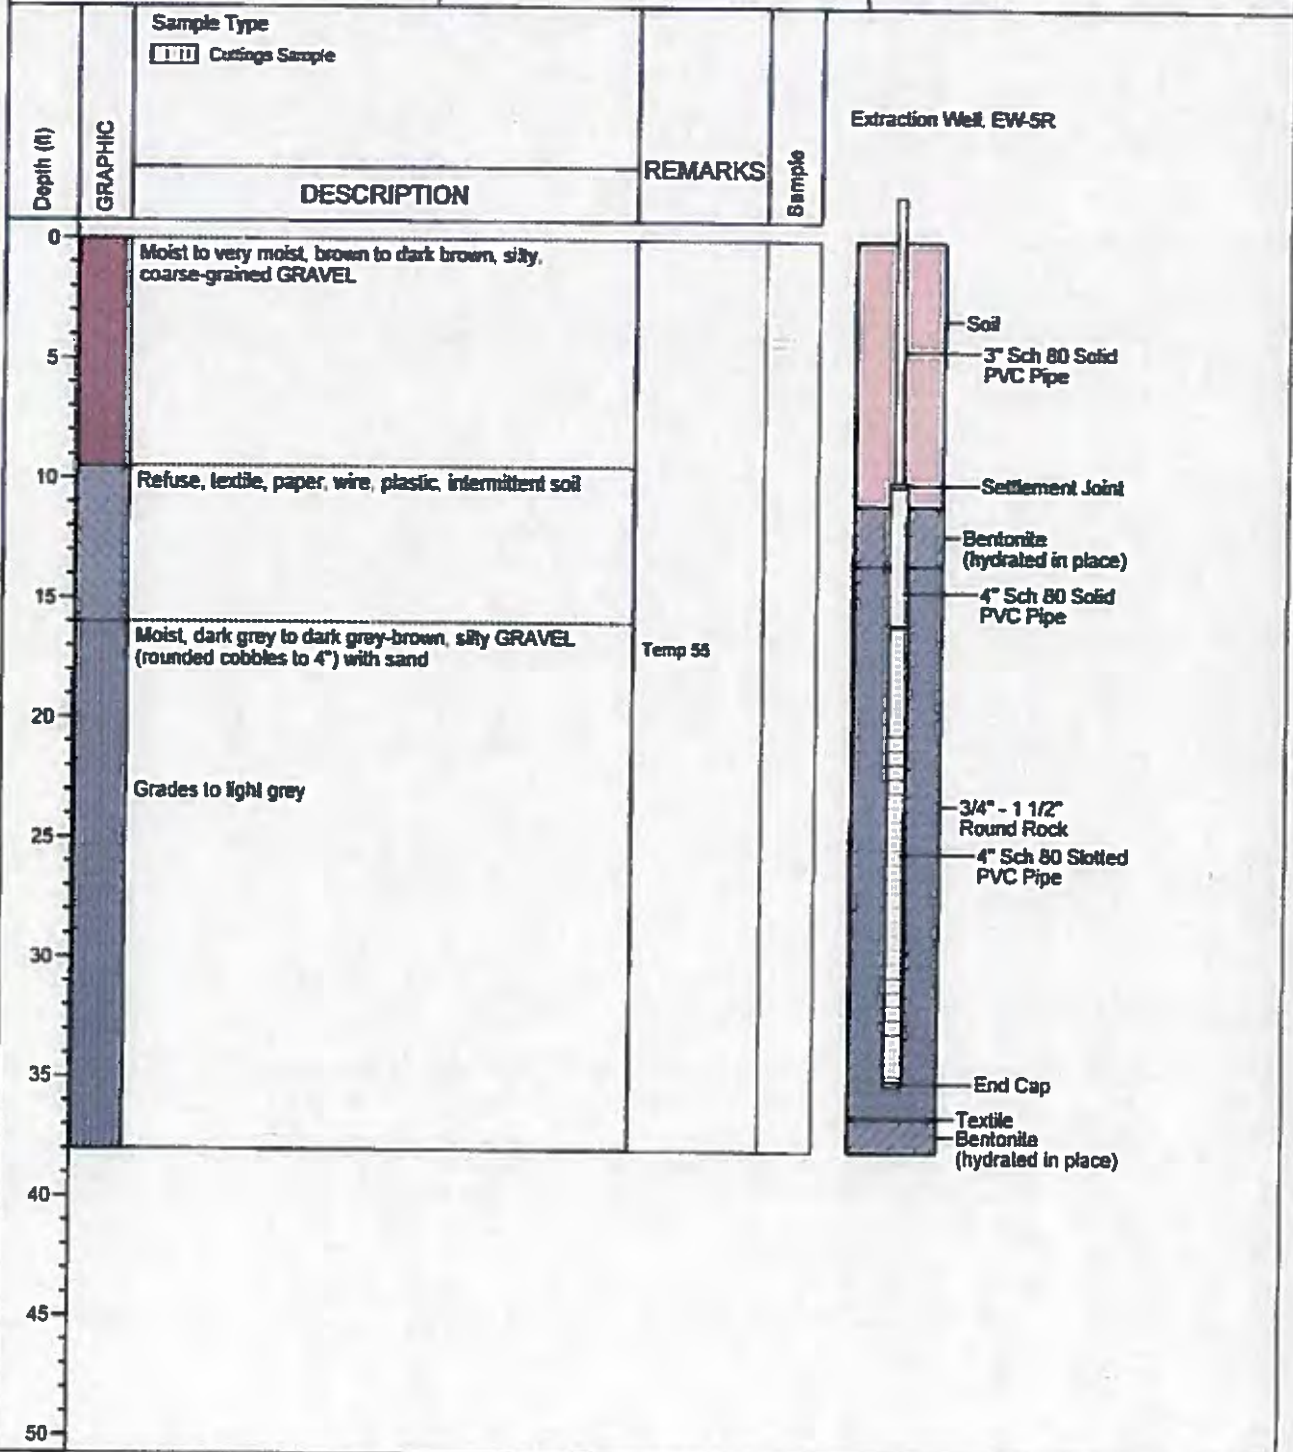 Sample Type
Cuttings Sample
Depth (ft)
GRAPHIC
DESCRIPTION
REMARKS
Sample
Extraction Well, EW-5R
0
5
10
15
20
25
30
35
40
45
50
Moist to very moist, brown to dark brown, silty,
coarse-grained GRAVEL
Refuse, textile, paper, wire, plastic, intermittent soil
Moist, dark grey to dark grey-brown, silty GRAVEL
(rounded cobbles to 4") with sand
Grades to light grey
Temp 55
Soil
3" Sch 80 Solid
PVC Pipe
Settlement Joint
Bentonite
(hydrated in place)
4" Sch 80 Solid
PVC Pipe
3/4" - 1 1/2"
Round Rock
4" Sch 80 Slotted
PVC Pipe
End Cap
Textile
Bentonite
(hydrated in place)